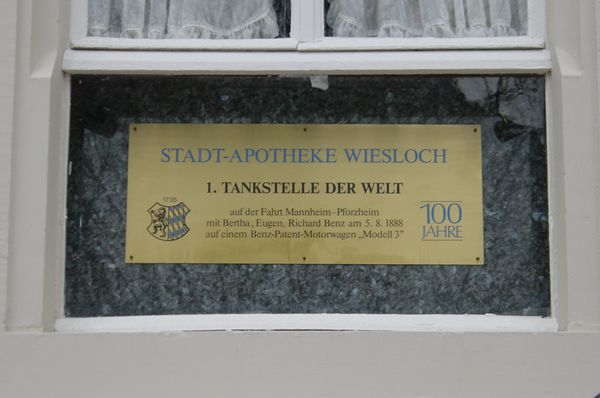 STADT-APOTHEKE WIESLOCH
1. TANKSTELLE DER WELT
1736
auf der Fahrt Mannheim–Pforzheim
mit Bertha, Eugen, Richard Benz am 5. 8. 1888
auf einem Benz-Patent-Motorwagen „Modell 3”
100
JAHRE